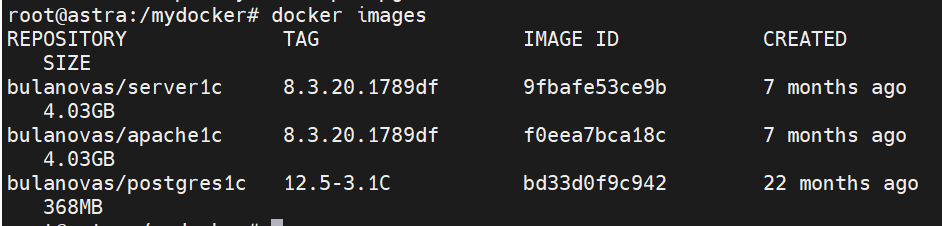 root@astra:/mydocker# docker images
REPOSITORY TAG IMAGE ID CREATED
SIZE
bulanovas/server1c 8.3.20.1789df 9fbafe53ce9b 7 months ago
4.03GB
bulanovas/apache1c 8.3.20.1789df f0eea7bca18c 7 months ago
4.03GB
bulanovas/postgres1c 12.5-3.1C bd33d0f9c942 22 months ago
368MB